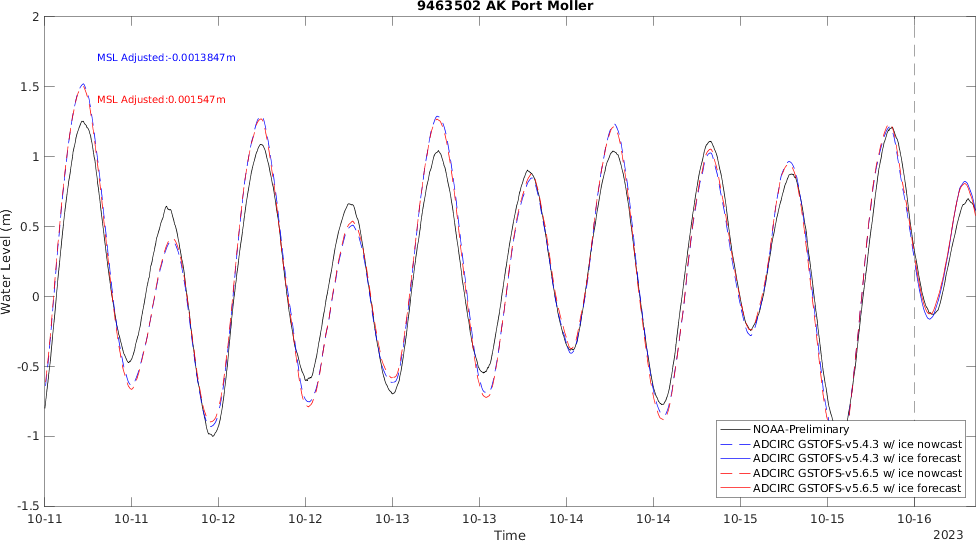 9463502 AK Port Moller
2
MSL Adjusted:-0.0013847m
1.5
MSL Adjusted:0.001547m
1
0.5
Water Level (m)
0
-0.5
-1
NOAA-Preliminary
ADCIRC GSTOFS-v5.4.3 w/ ice nowcast
ADCIRC GSTOFS-v5.4.3 w/ ice forecast
ADCIRC GSTOFS-v5.6.5 w/ ice nowcast
ADCIRC GSTOFS-v5.6.5 w/ ice forecast
-1.5
10-11 10-11 10-12 10-12 10-13 10-13 10-14 10-14 10-15 10-15 10-16
Time
2023